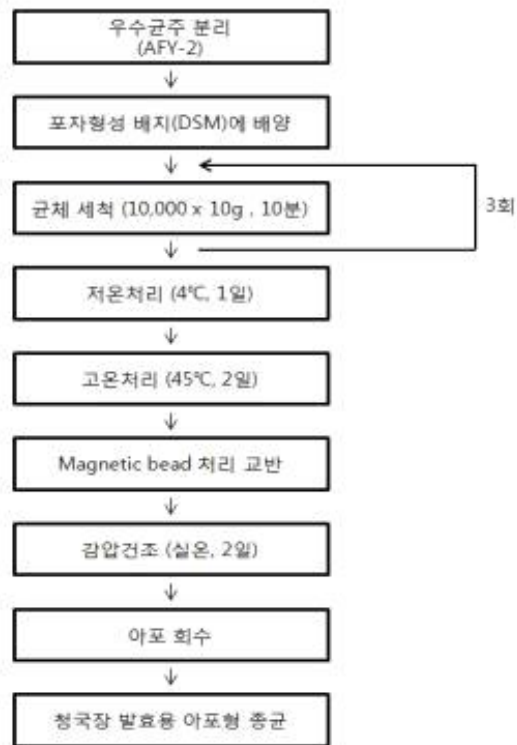 우수균주 분리
(AFY-2)
포자형성 배지(DSM)에 배양
균체 세척 (10,000 x 10g , 10분)
3회
저온처리 (4℃, 1일)
고온처리 (45℃, 2일)
Magnetic bead 처리 교반
감압건조 (실온, 2일)
아포 회수
청국장 발효용 아포형 종균